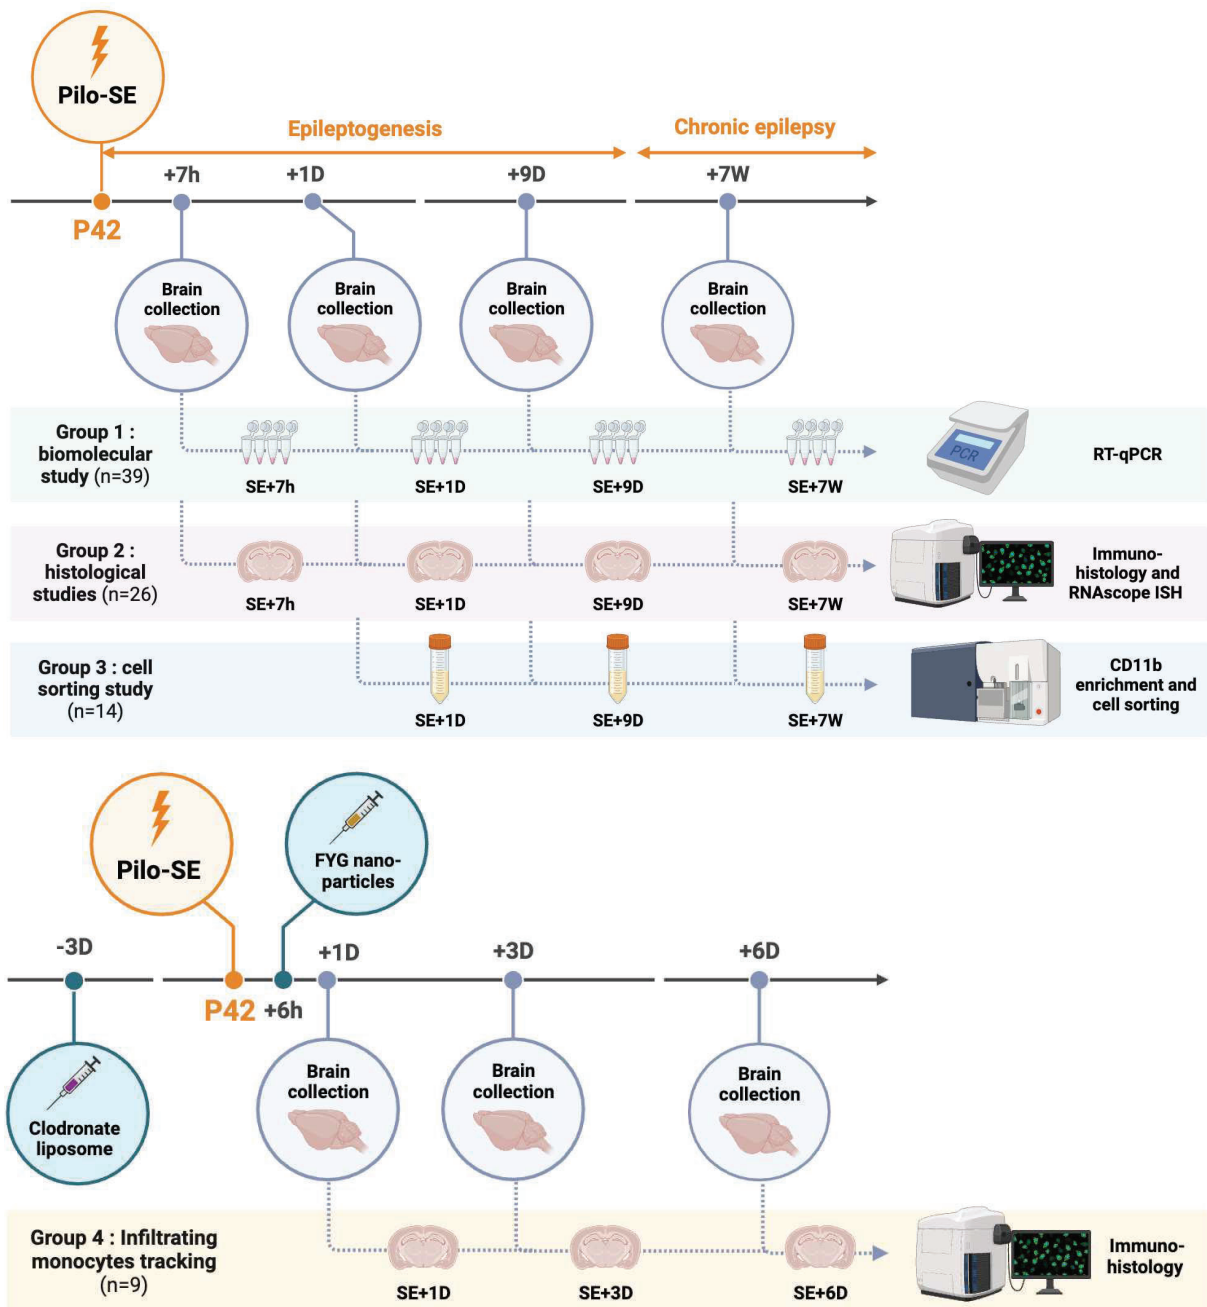 Pilo-SE
Epileptogenesis
Chronic epilepsy
+7h
+1D
+9D
+7W
P42
Brain
collection
Brain
collection
Brain
collection
Brain
collection
Group 1 :
biomolecular
study (n=39)
SE+7h
SE+1D
SE+9D
SE+7W
PCR
RT-qPCR
Group 2 :
histological
studies (n=26)
SE+7h
SE+1D
SE+9D
SE+7W
Immuno-
histology and
RNAscope ISH
Group 3 : cell
sorting study
(n=14)
SE+1D
SE+9D
SE+7W
CD11b
enrichment and
cell sorting
Pilo-SE
FYG nano-
particles
-3D
+1D
+3D
+6D
P42
+6h
Clodronate
liposome
Brain
collection
Brain
collection
Brain
collection
Group 4 : Infiltrating
monocytes tracking
(n=9)
SE+1D
SE+3D
SE+6D
Immuno-
histology